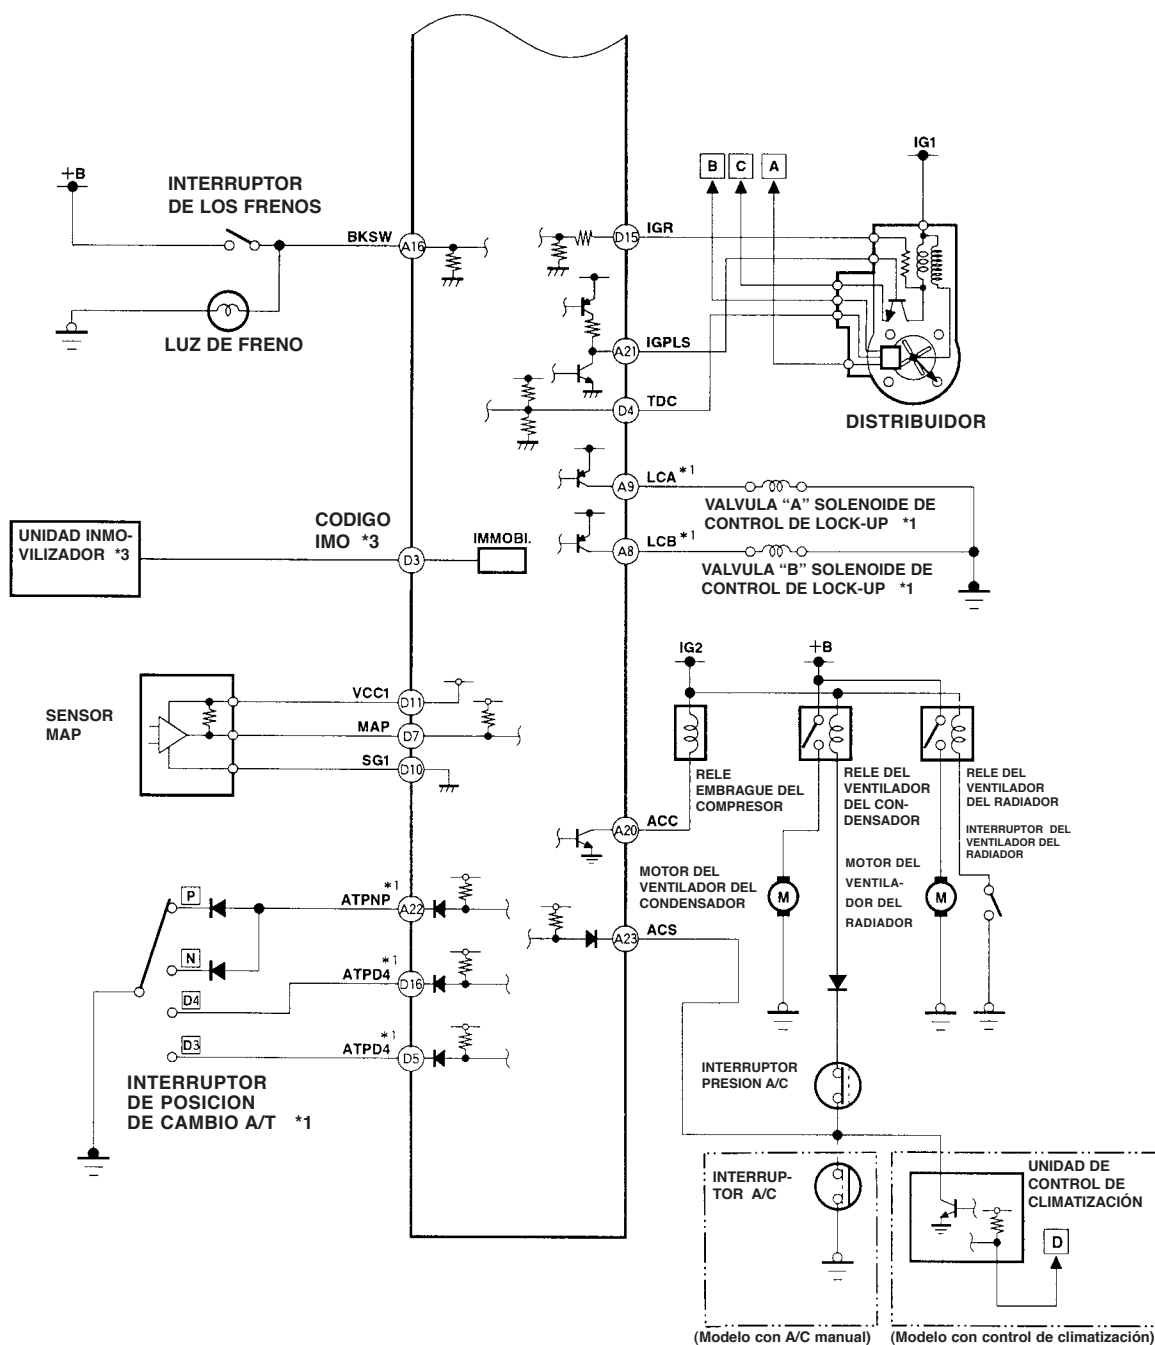 +B
INTERRUPTOR
DE LOS FRENOS
BKSW
A16
LUZ DE FRENO
B
C
A
IG1
D15
IGR
A21
IGPLS
D4
TDC
DISTRIBUIDOR
A9
LCA *1
VALVULA “A” SOLENOIDE DE
CONTROL DE LOCK-UP *1
A8
LCB *1
VALVULA “B” SOLENOIDE DE
CONTROL DE LOCK-UP *1
UNIDAD INMO-
VILIZADOR *3
CODIGO
IMO *3
D3
IMMOBI.
SENSOR
MAP
VCC1
D11
MAP
D7
SG1
D10
IG2
+B
RELE
EMBRAGUE DEL
COMPRESOR
RELE DEL
VENTILADOR
DEL CON-
DENSADOR
RELE DEL
VENTILADOR
DEL RADIADOR
INTERRUPTOR DEL
VENTILADOR DEL
RADIADOR
A20
ACC
MOTOR DEL
VENTILADOR DEL
CONDENSADOR
M
MOTOR DEL
VENTILA-
DOR DEL
RADIADOR
M
A23
ACS
P
N
D4
D3
ATPNP *1
A22
ATPD4 *1
D16
ATPD4 *1
D5
INTERRUPTOR
DE POSICION
DE CAMBIO A/T *1
INTERRUPTOR
PRESION A/C
INTERRUP-
TOR A/C
UNIDAD DE
CONTROL DE
CLIMATIZACIÓN
D
(Modelo con A/C manual)
(Modelo con control de climatización)